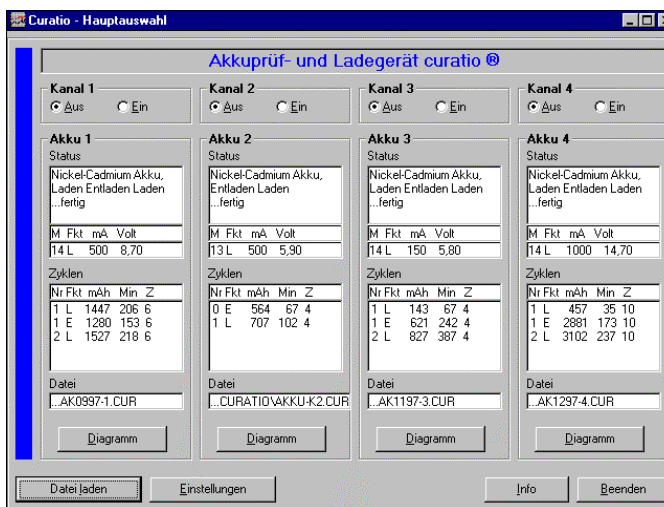 Curatio - Hauptauswahl
Akkuprüf- und Ladegerät curatio ®
Kanal 1
Aus Ein
Kanal 2
Aus Ein
Kanal 3
Aus Ein
Kanal 4
Aus Ein
Akku 1
Status
Nickel-Cadmium Akku,
Laden Entladen Laden
...fertig
M Fkt mA Volt
14 L 500 8,70
Zyklen
Nr Fkt mAh Min Z
1 L 1447 206 6
1 E 1280 153 6
2 L 1527 218 6
Datei
...AK0997-1.CUR
Diagramm
Akku 2
Status
Nickel-Cadmium Akku,
Entladen Laden
...fertig
M Fkt mA Volt
13 L 500 5,90
Zyklen
Nr Fkt mAh Min Z
0 E 564 67 4
1 L 707 102 4
Datei
...CURATIO\AKKU-K2.CUR
Diagramm
Akku 3
Status
Nickel-Cadmium Akku,
Laden Entladen Laden
...fertig
M Fkt mA Volt
14 L 150 5,80
Zyklen
Nr Fkt mAh Min Z
1 L 143 67 4
1 E 621 242 4
2 L 827 387 4
Datei
...AK1197-3.CUR
Diagramm
Akku 4
Status
Nickel-Cadmium Akku,
Laden Entladen Laden
...fertig
M Fkt mA Volt
14 L 1000 14,70
Zyklen
Nr Fkt mAh Min Z
1 L 457 35 10
1 E 2881 173 10
2 L 3102 237 10
Datei
...AK1297-4.CUR
Diagramm
Datei laden
Einstellungen
Info
Beenden